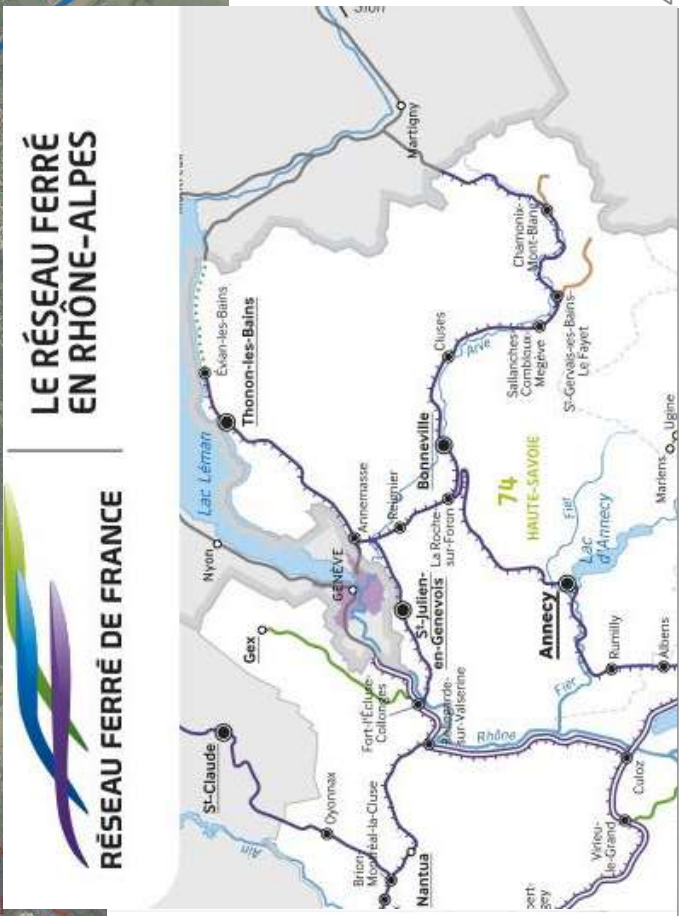 LE RÉSEAU FERRÉ
EN RHÔNE-ALPES
RÉSEAU FERRÉ DE FRANCE
Sion
Martigny
Évian-les-Bains
Thonon-les-Bains
Lac Léman
Nyon
GENÈVE
Annemasse
Reignier
La Roche-
sur-Foron
Bonneville
Cluses
Arve
Sallanches
Combloux-
Megève
St-Gervais-les-Bains-
Le Fayet
Chamonix-
Mont-Blanc
74
HAUTE-SAVOIE
Fier
Lac
d'Annecy
Mariens
Ugine
Annecy
Rumilly
Albens
Fier
St-Julien-
en-Genevois
Gex
Fort-l'Écluse-
Collonges
Bellegarde-
sur-Valserine
Rhône
Culoz
Virieu-
le-Grand
St-Claude
Oyonnax
Ain
Brion
Montréal-la-Cluse
Nantua